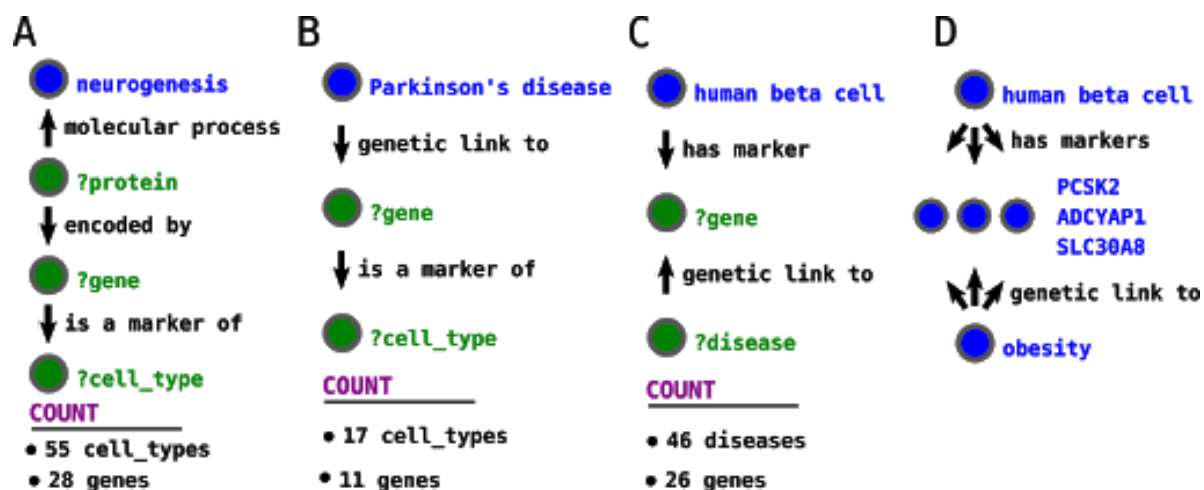 A
neurogenesis
molecular process
?protein
encoded by
?gene
is a marker of
?cell_type
COUNT
• 55 cell_types
• 28 genes
B
Parkinson's disease
genetic link to
?gene
is a marker of
?cell_type
COUNT
• 17 cell_types
• 11 genes
C
human beta cell
has marker
?gene
genetic link to
?disease
COUNT
• 46 diseases
• 26 genes
D
human beta cell
has markers
PCSK2
ADCYAP1
SLC30A8
genetic link to
obesity